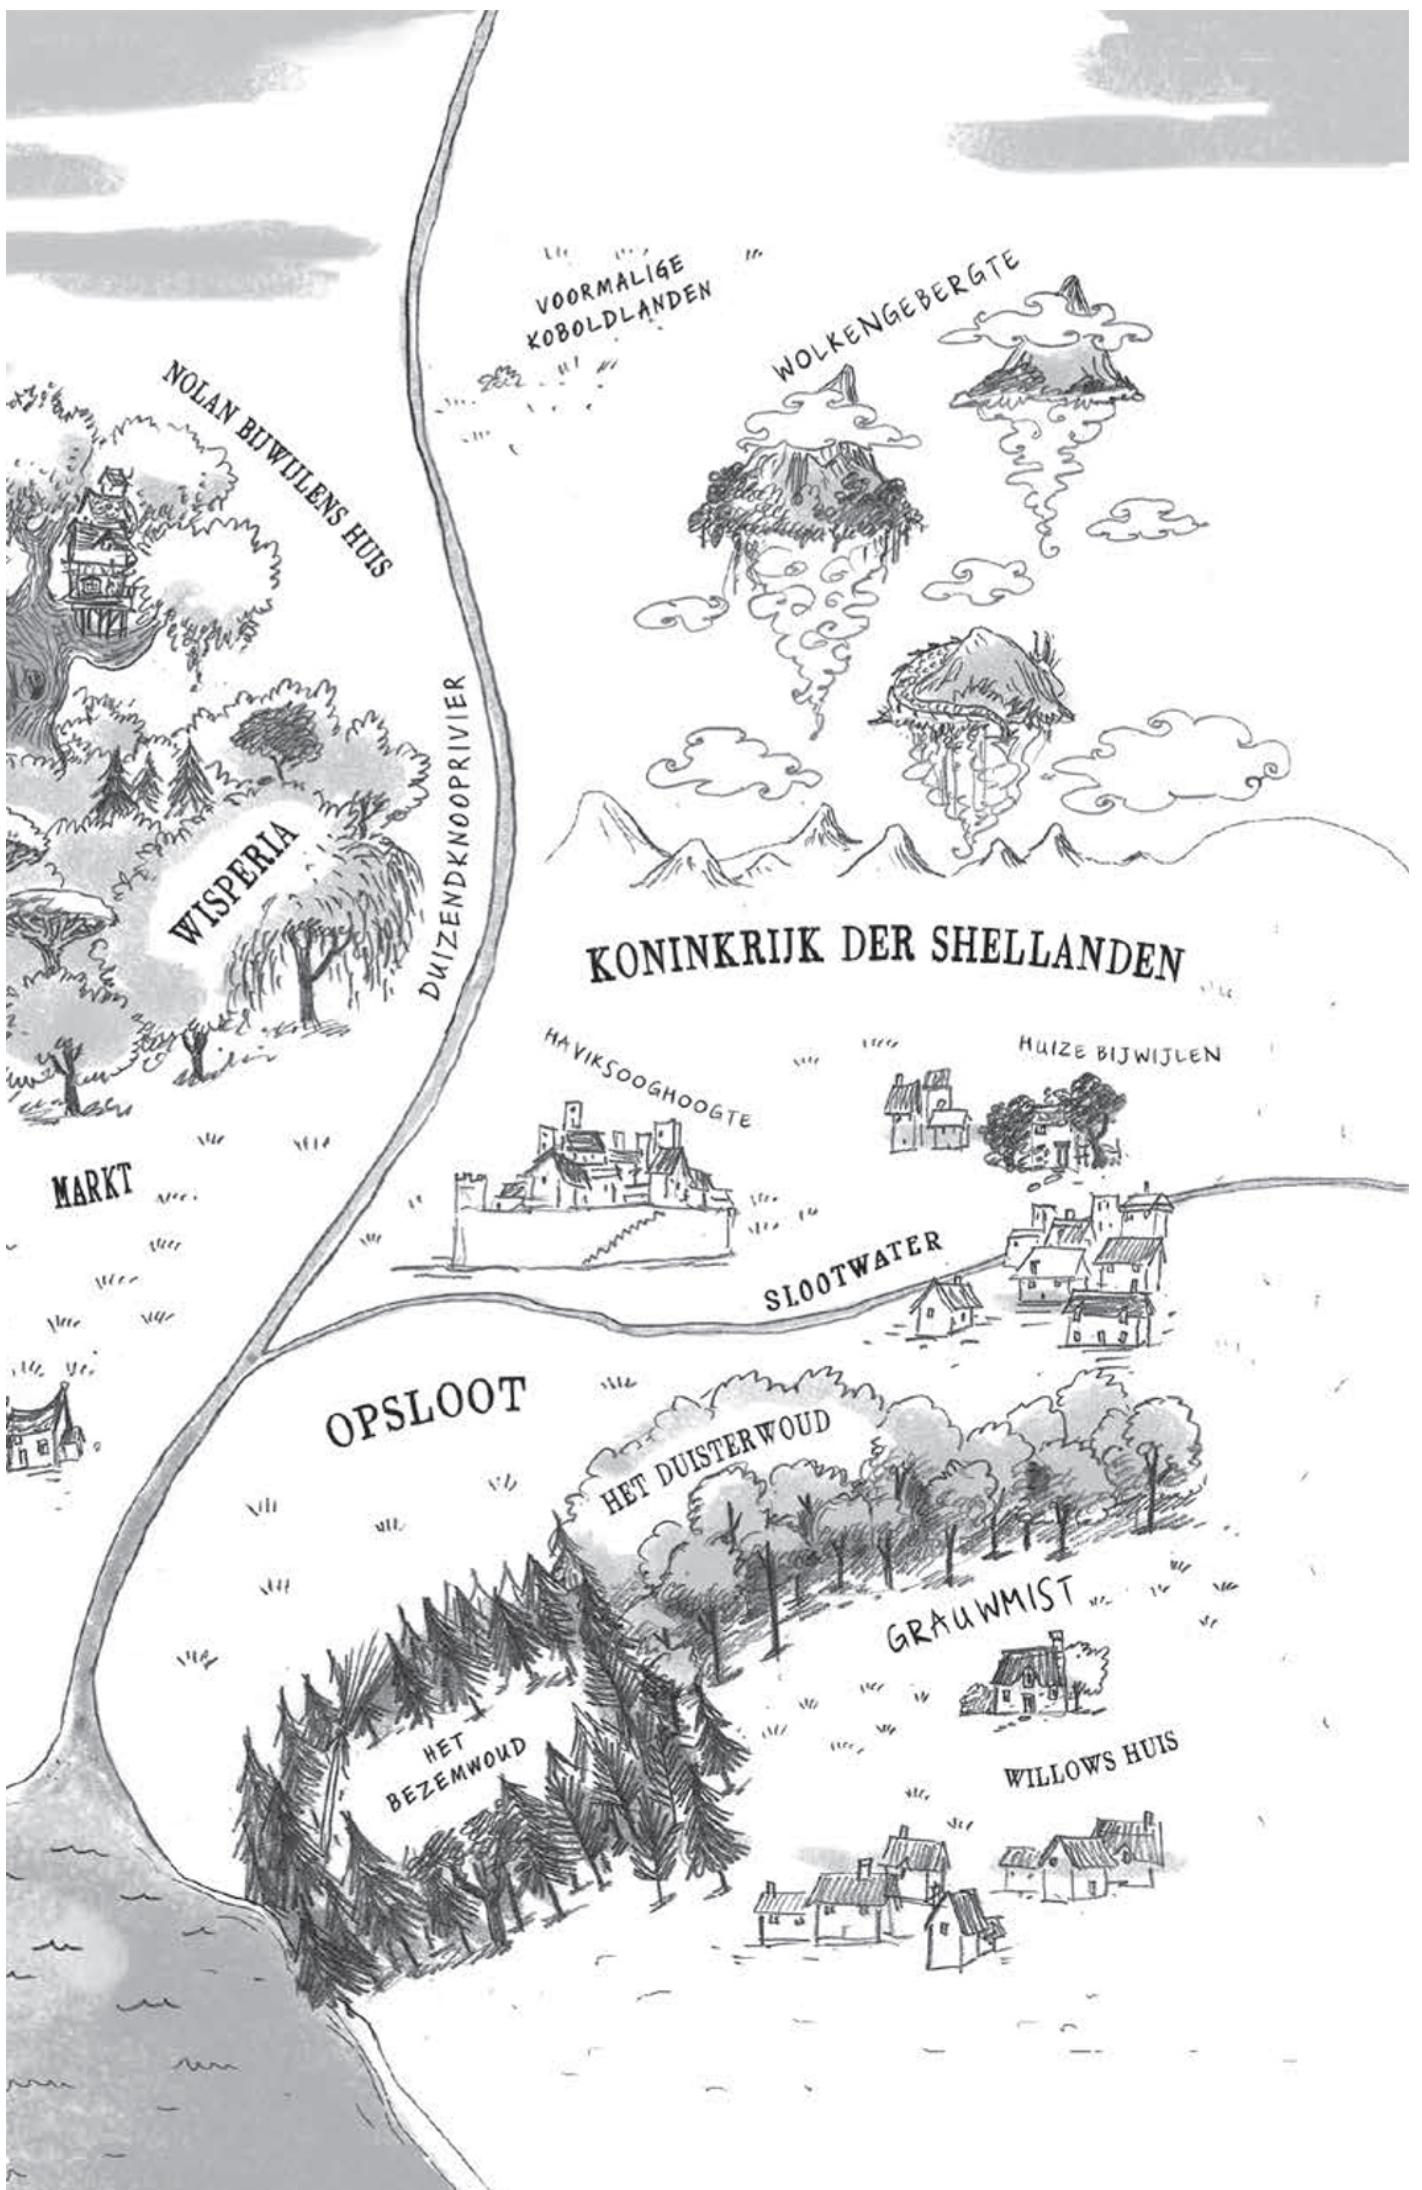 VOORMALIGE
KOBOLDLANDEN
WOLKENGEBERGTE
NOLAN BIJWIJLENS HUIS
DUIZENDKNOOPRIVIER
WISPERIA
KONINKRIJK DER SHELLANDEN
HAVIKSOOGHOOGTE
HUIZE BIJWIJLEN
MARKT
SLOOTWATER
OPSLOOT
HET DUISTERWOUD
GRAUWMIST
HET
BEZEMWOUD
WILLOWS HUIS